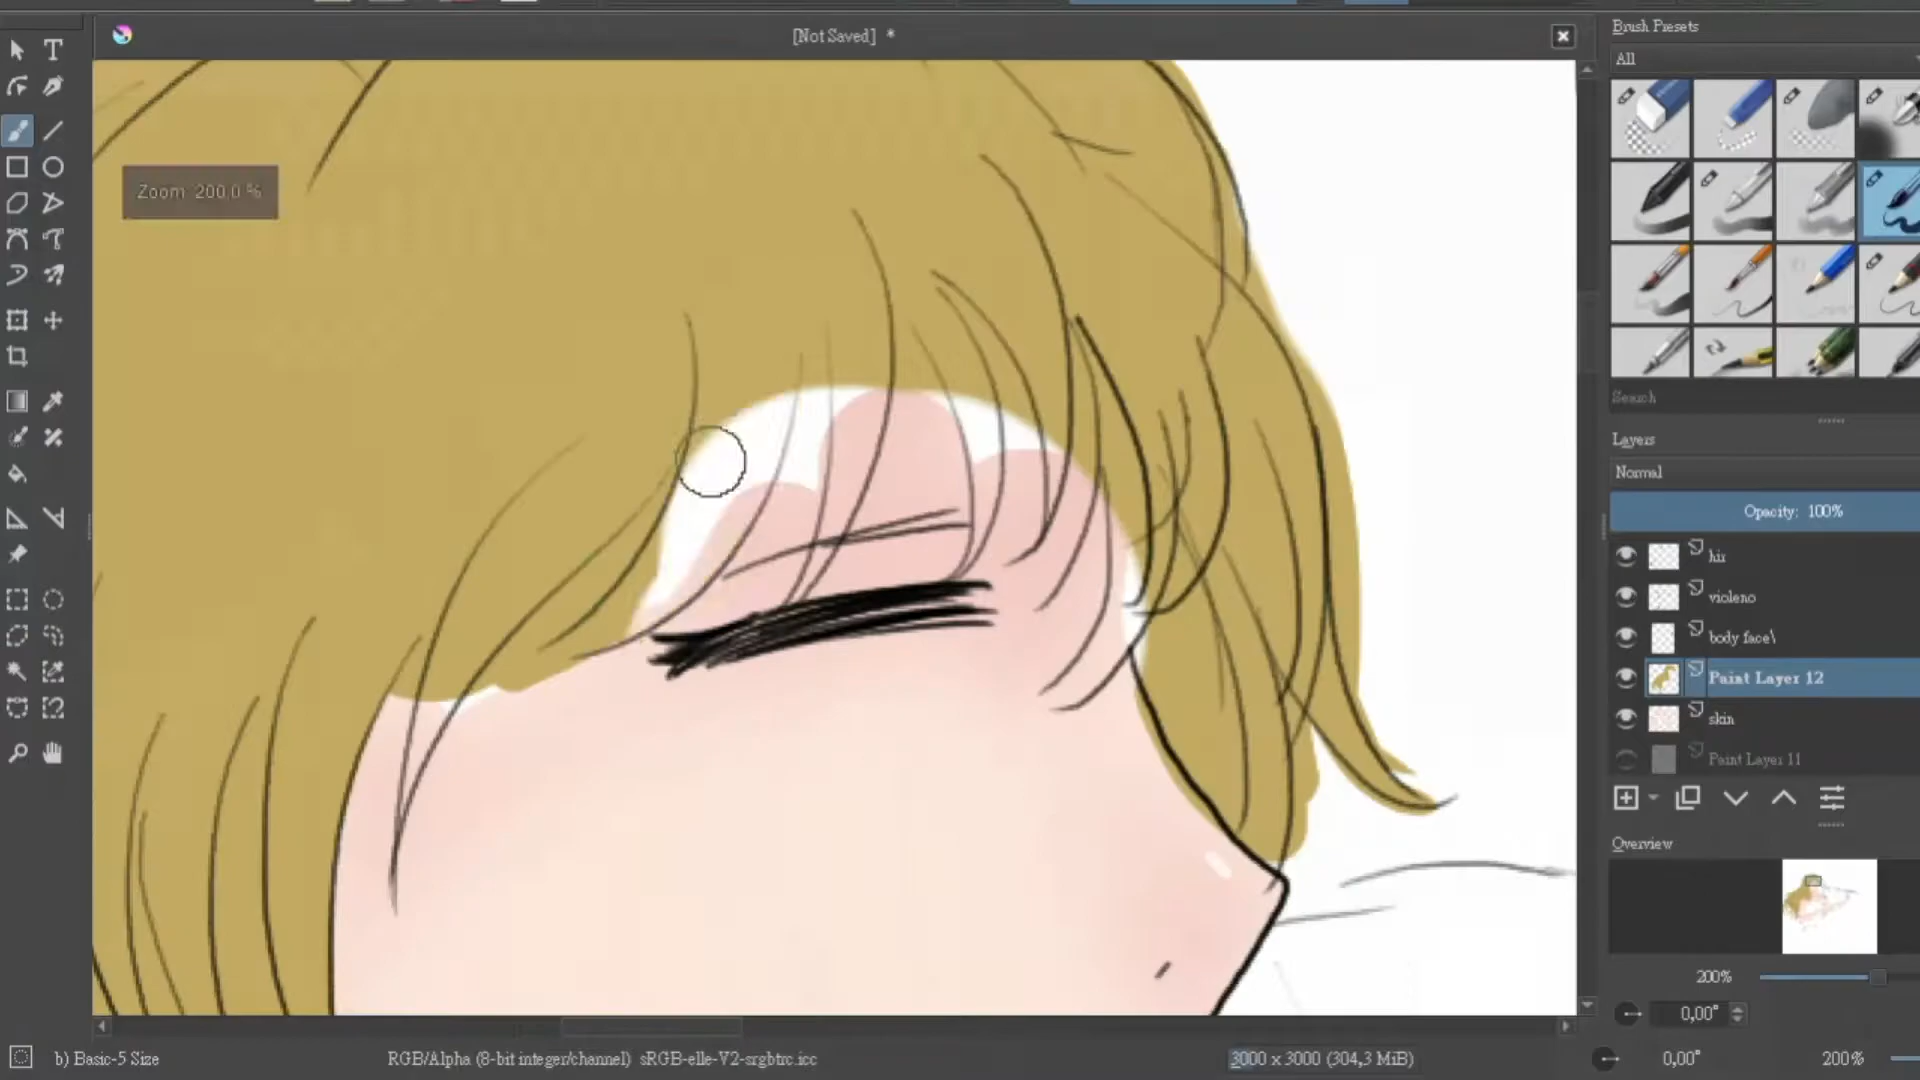 [Not Saved] *
Brush Presets
All
Zoom: 200.0 %
Search
Layers
Normal
Opacity: 100%
hir
violeno
body face\
Paint Layer 12
skin
Paint Layer 11
Overview
200%
0,00°
b) Basic-5 Size
RGB/Alpha (8-bit integer/channel) sRGB-elle-V2-srgbtrc.icc
3000 x 3000 (304,3 MiB)
0,00°
200%